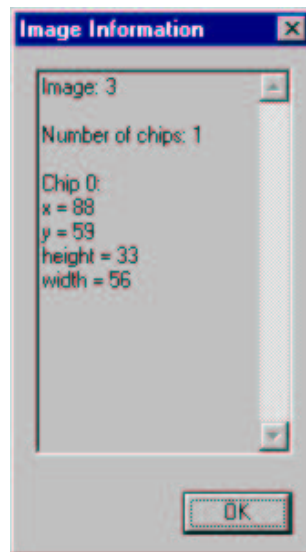 Image Information
Image: 3
Number of chips: 1
Chip 0:
x = 88
y = 59
height = 33
width = 56
OK